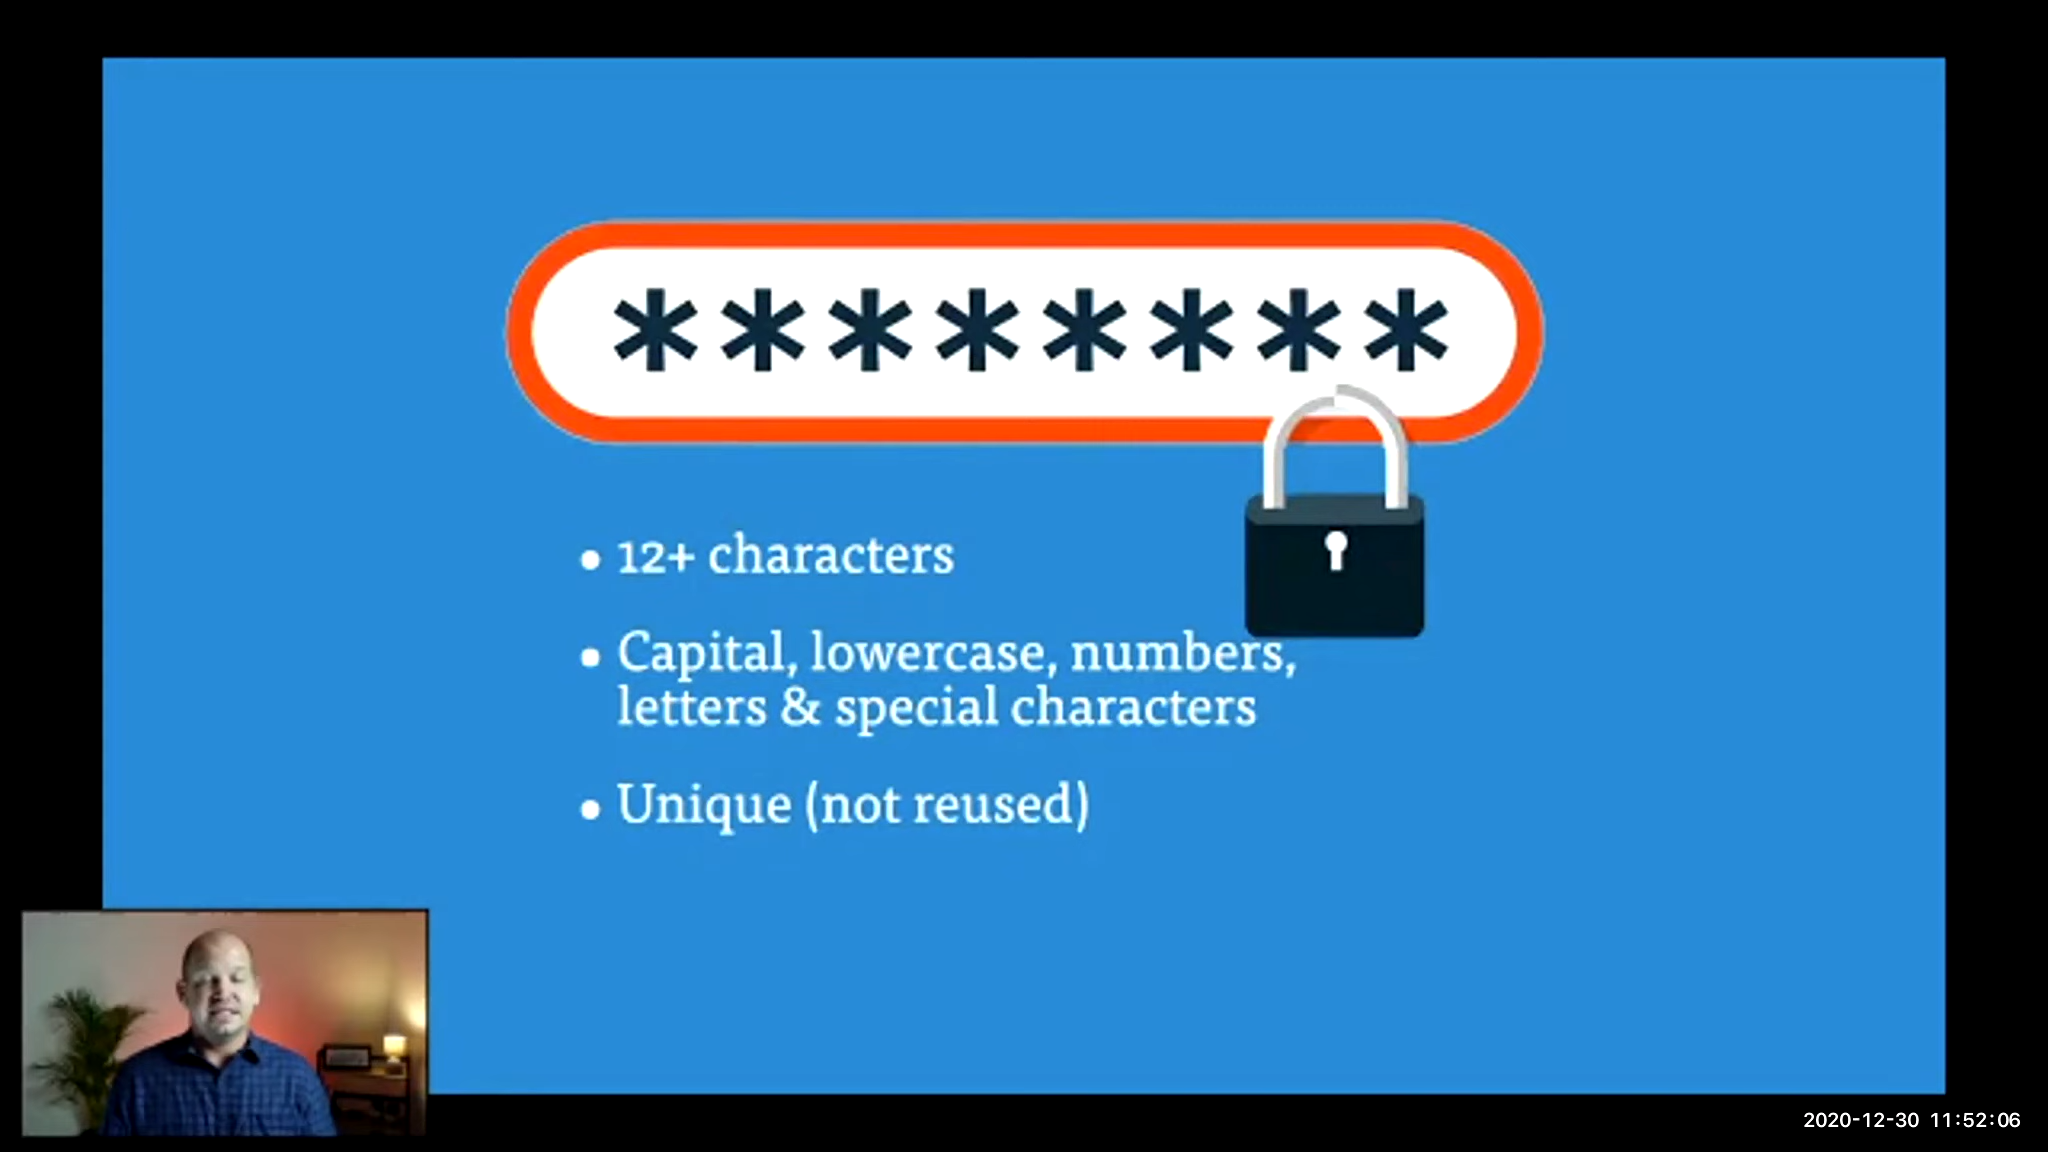 ********
12+ characters
Capital, lowercase, numbers,
letters & special characters
Unique (not reused)
2020-12-30 11:52:06